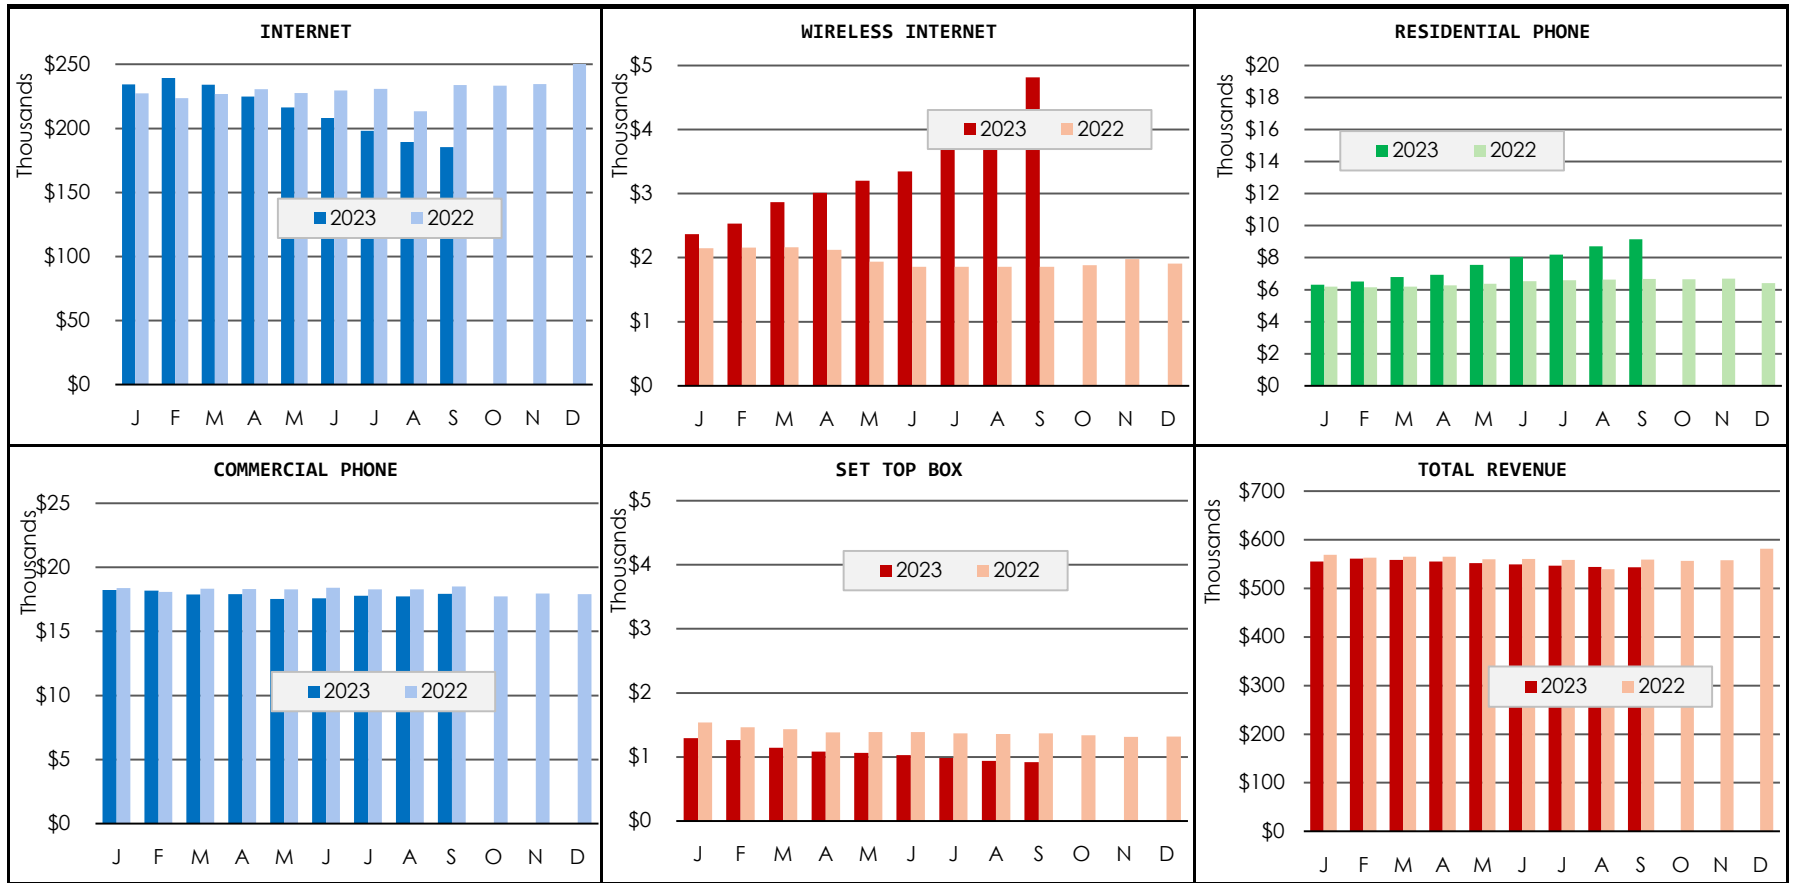 INTERNET
Thousands
$250
$200
$150
$100
$50
$0
2023 2022
J F M A M J J A S O N D
WIRELESS INTERNET
Thousands
$5
$4
$3
$2
$1
$0
2023 2022
J F M A M J J A S O N D
RESIDENTIAL PHONE
Thousands
$20
$18
$16
$14
$12
$10
$8
$6
$4
$2
$0
2023 2022
J F M A M J J A S O N D
COMMERCIAL PHONE
Thousands
$25
$20
$15
$10
$5
$0
2023 2022
J F M A M J J A S O N D
SET TOP BOX
Thousands
$5
$4
$3
$2
$1
$0
2023 2022
J F M A M J J A S O N D
TOTAL REVENUE
Thousands
$700
$600
$500
$400
$300
$200
$100
$0
2023 2022
J F M A M J J A S O N D